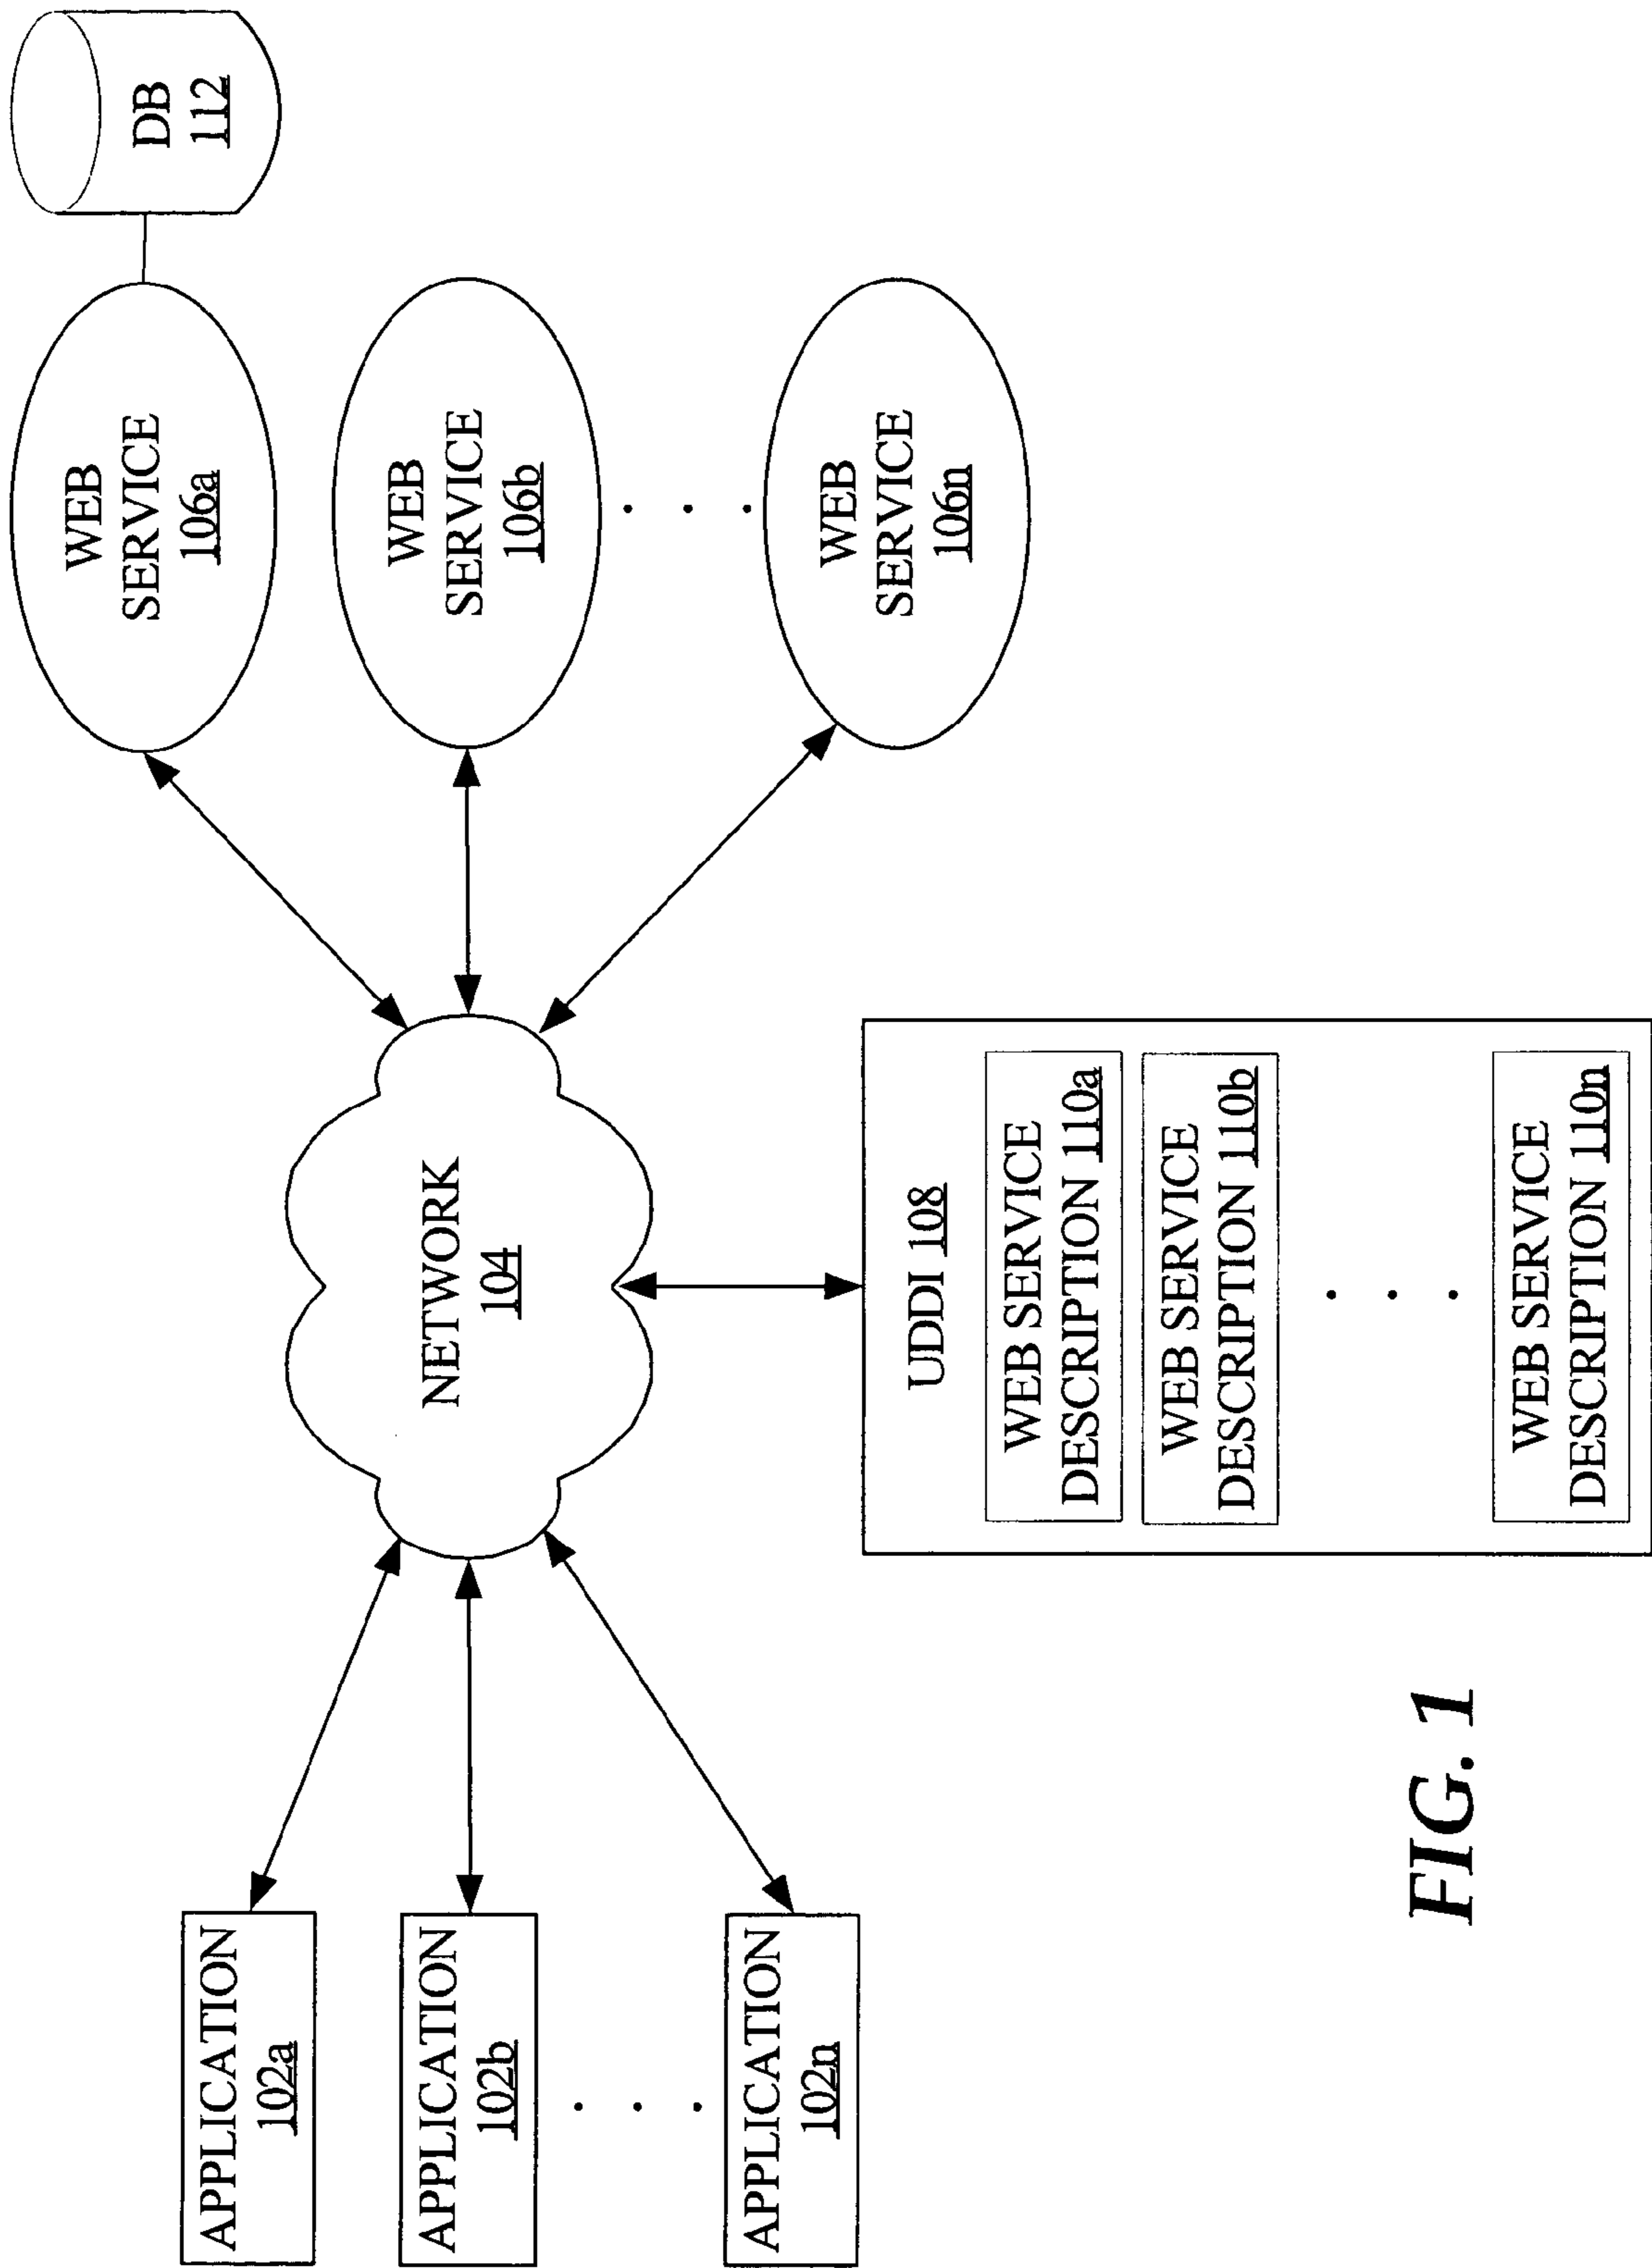 APPLICATION
102a
APPLICATION
102b
APPLICATION
102n
NETWORK
104
WEB
SERVICE
106a
WEB
SERVICE
106b
WEB
SERVICE
106n
DB
112
UDDI 108
WEB SERVICE
DESCRIPTION 110a
WEB SERVICE
DESCRIPTION 110b
WEB SERVICE
DESCRIPTION 110n
FIG. 1